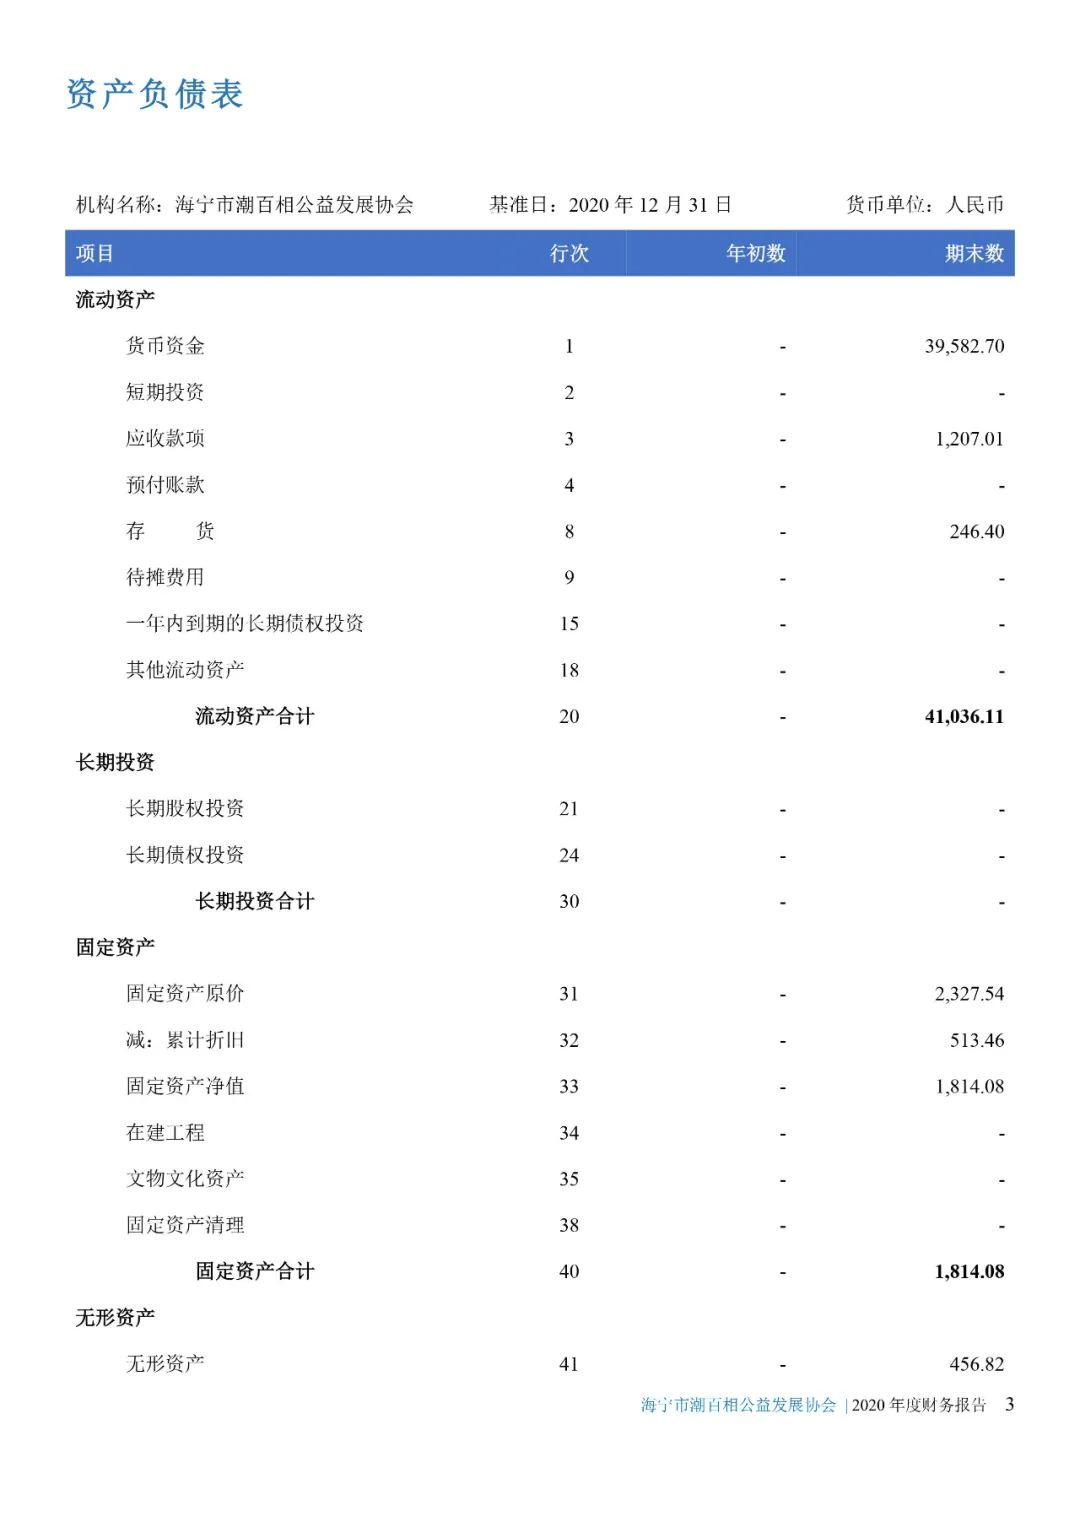 资产负债表
机构名称：海宁市潮百相公益发展协会 基准日：2020 年 12 月 31 日 货币单位：人民币
项目 行次 年初数 期末数
流动资产
货币资金 1 - 39,582.70
短期投资 2 - -
应收款项 3 - 1,207.01
预付账款 4 - -
存 货 8 - 246.40
待摊费用 9 - -
一年内到期的长期债权投资 15 - -
其他流动资产 18 - -
流动资产合计 20 - 41,036.11
长期投资
长期股权投资 21 - -
长期债权投资 24 - -
长期投资合计 30 - -
固定资产
固定资产原价 31 - 2,327.54
减：累计折旧 32 - 513.46
固定资产净值 33 - 1,814.08
在建工程 34 - -
文物文化资产 35 - -
固定资产清理 38 - -
固定资产合计 40 - 1,814.08
无形资产
无形资产 41 - 456.82
海宁市潮百相公益发展协会 | 2020 年度财务报告 3